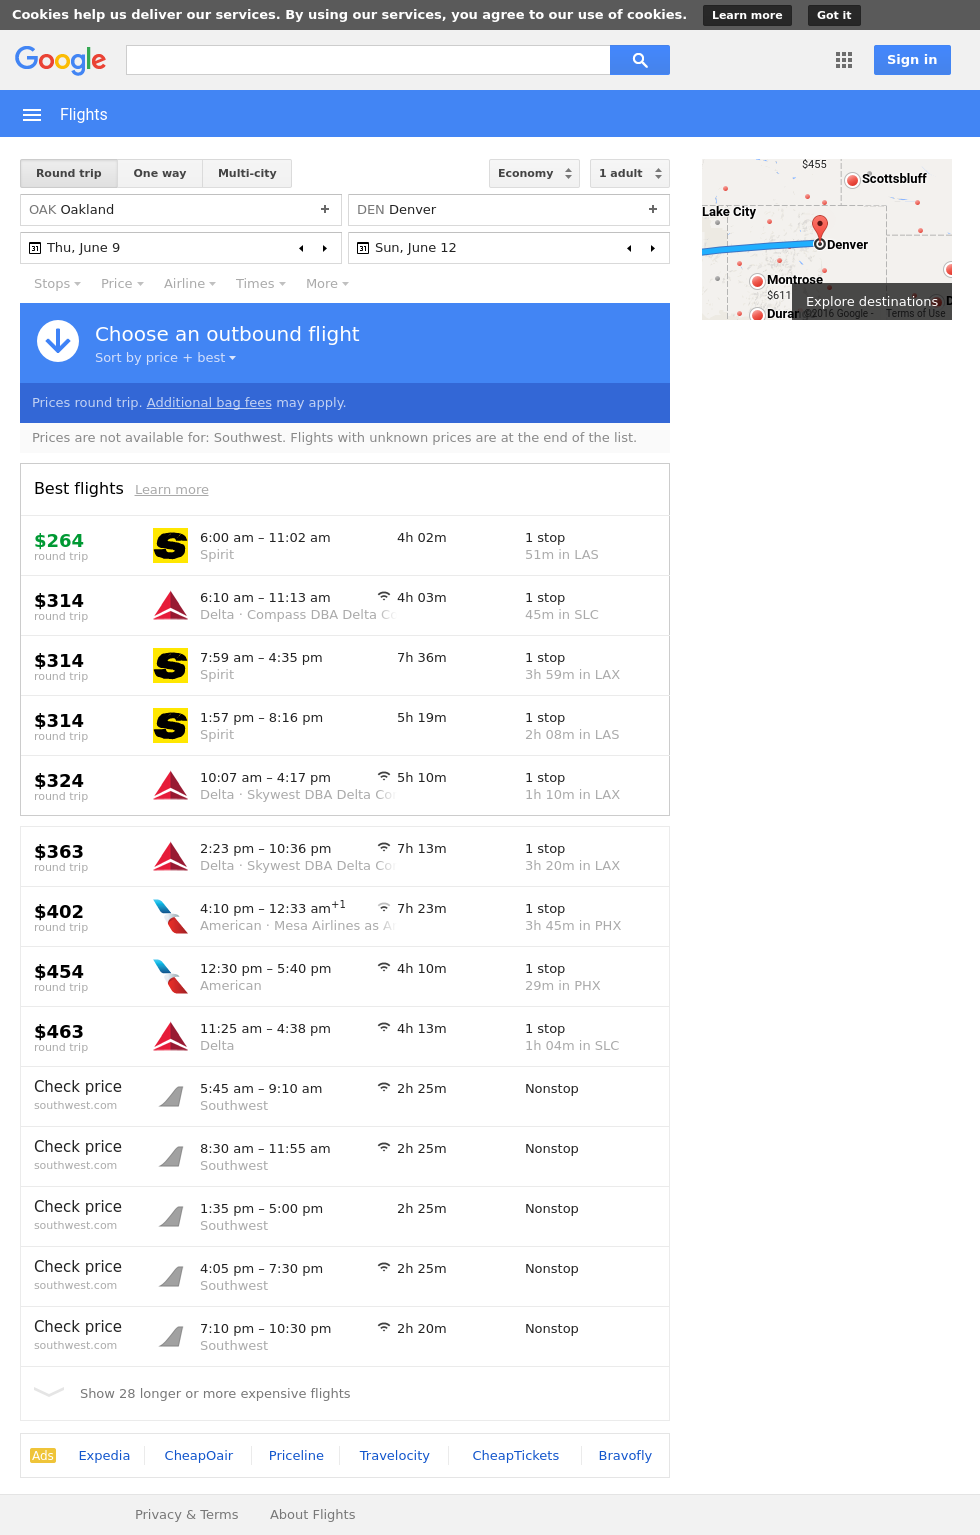 Cookies help us deliver our services. By using our services, you agree to our use of cookies. Learn more Got it
Google
Sign in
Flights
Round trip One way Multi-city Economy 1 adult
OAK Oakland + DEN Denver +
31 Thu, June 9 31 Sun, June 12
Stops Price Airline Times More
$455
Scottsbluff
Lake City
Denver
Montrose
$611
Explore destinations
©2016 Google - Terms of Use
Choose an outbound flight
Sort by price + best
Prices round trip. Additional bag fees may apply.
Prices are not available for: Southwest. Flights with unknown prices are at the end of the list.
Best flights Learn more
$264 6:00 am – 11:02 am 4h 02m 1 stop
round trip Spirit 51m in LAS
$314 6:10 am – 11:13 am 4h 03m 1 stop
round trip Delta · Compass DBA Delta Co 45m in SLC
$314 7:59 am – 4:35 pm 7h 36m 1 stop
round trip Spirit 3h 59m in LAX
$314 1:57 pm – 8:16 pm 5h 19m 1 stop
round trip Spirit 2h 08m in LAS
$324 10:07 am – 4:17 pm 5h 10m 1 stop
round trip Delta · Skywest DBA Delta Co 1h 10m in LAX
$363 2:23 pm – 10:36 pm 7h 13m 1 stop
round trip Delta · Skywest DBA Delta Co 3h 20m in LAX
$402 4:10 pm – 12:33 am+1 7h 23m 1 stop
round trip American · Mesa Airlines as A 3h 45m in PHX
$454 12:30 pm – 5:40 pm 4h 10m 1 stop
round trip American 29m in PHX
$463 11:25 am – 4:38 pm 4h 13m 1 stop
round trip Delta 1h 04m in SLC
Check price 5:45 am – 9:10 am 2h 25m Nonstop
southwest.com Southwest
Check price 8:30 am – 11:55 am 2h 25m Nonstop
southwest.com Southwest
Check price 1:35 pm – 5:00 pm 2h 25m Nonstop
southwest.com Southwest
Check price 4:05 pm – 7:30 pm 2h 25m Nonstop
southwest.com Southwest
Check price 7:10 pm – 10:30 pm 2h 20m Nonstop
southwest.com Southwest
Show 28 longer or more expensive flights
Ads Expedia CheapOair Priceline Travelocity CheapTickets Bravofly
Privacy & Terms About Flights